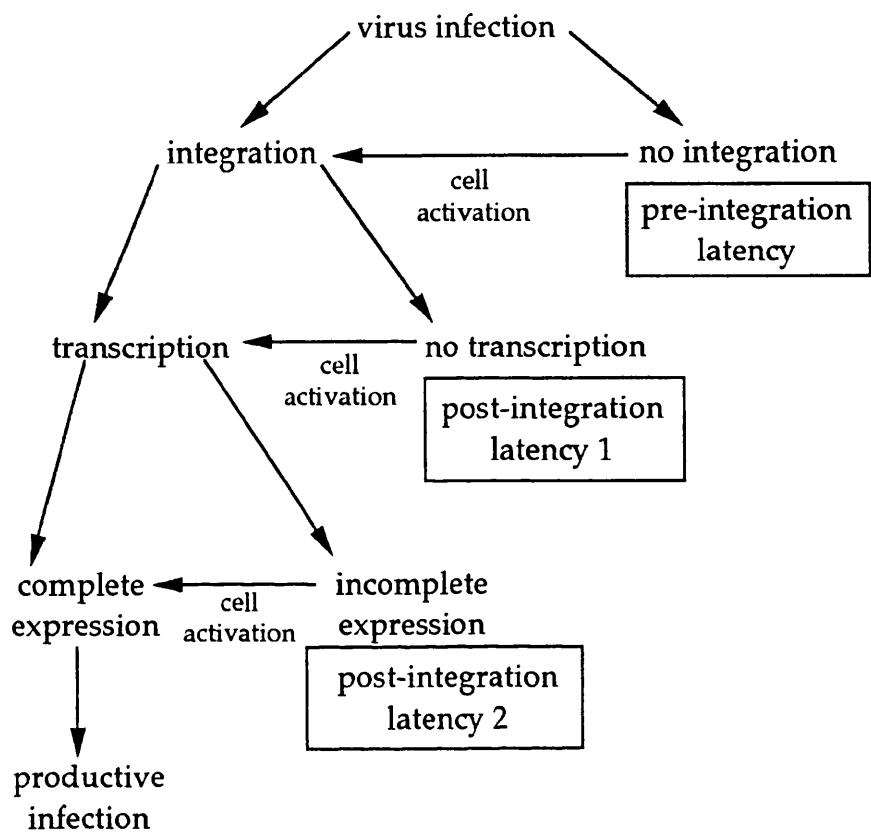 virus infection
integration
no integration
cell
activation
pre-integration
latency
transcription
no transcription
cell
activation
post-integration
latency 1
complete
expression
incomplete
expression
cell
activation
post-integration
latency 2
productive
infection